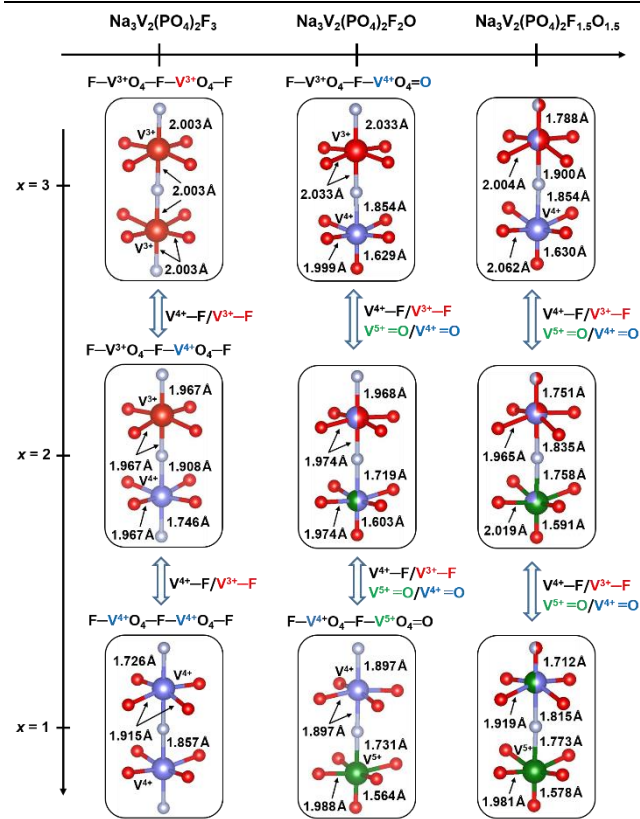 Na₃V₂(PO₄)₂F₃
Na₃V₂(PO₄)₂F₂O
Na₃V₂(PO₄)₂F₁.₅O₁.₅
F–V³⁺O₄–F–V³⁺O₄–F
F–V³⁺O₄–F–V⁴⁺O₄=O
x = 3
2.003Å
V³⁺
2.003Å
V³⁺
2.003Å
2.033Å
V³⁺
2.033Å
1.854Å
V⁴⁺
1.999Å
1.629Å
1.788Å
2.004Å
1.900Å
1.854Å
V⁴⁺
2.062Å
1.630Å
V⁴⁺–F/V³⁺–F
V⁴⁺–F/V³⁺–F
V⁵⁺=O/V⁴⁺=O
V⁴⁺–F/V³⁺–F
V⁵⁺=O/V⁴⁺=O
F–V³⁺O₄–F–V⁴⁺O₄–F
x = 2
1.967Å
V³⁺
1.967Å
1.908Å
V⁴⁺
1.967Å
1.746Å
1.968Å
1.974Å
1.719Å
1.974Å
1.603Å
1.751Å
1.965Å
1.835Å
1.758Å
2.019Å
1.591Å
V⁴⁺–F/V³⁺–F
V⁴⁺–F/V³⁺–F
V⁵⁺=O/V⁴⁺=O
V⁴⁺–F/V³⁺–F
V⁵⁺=O/V⁴⁺=O
F–V⁴⁺O₄–F–V⁴⁺O₄–F
F–V⁴⁺O₄–F–V⁵⁺O₄=O
x = 1
1.726Å
V⁴⁺
1.915Å
1.857Å
V⁴⁺
V⁴⁺
1.897Å
1.897Å
1.731Å
V⁵⁺
1.988Å
1.564Å
1.712Å
1.919Å
1.815Å
1.773Å
V⁵⁺
1.981Å
1.578Å